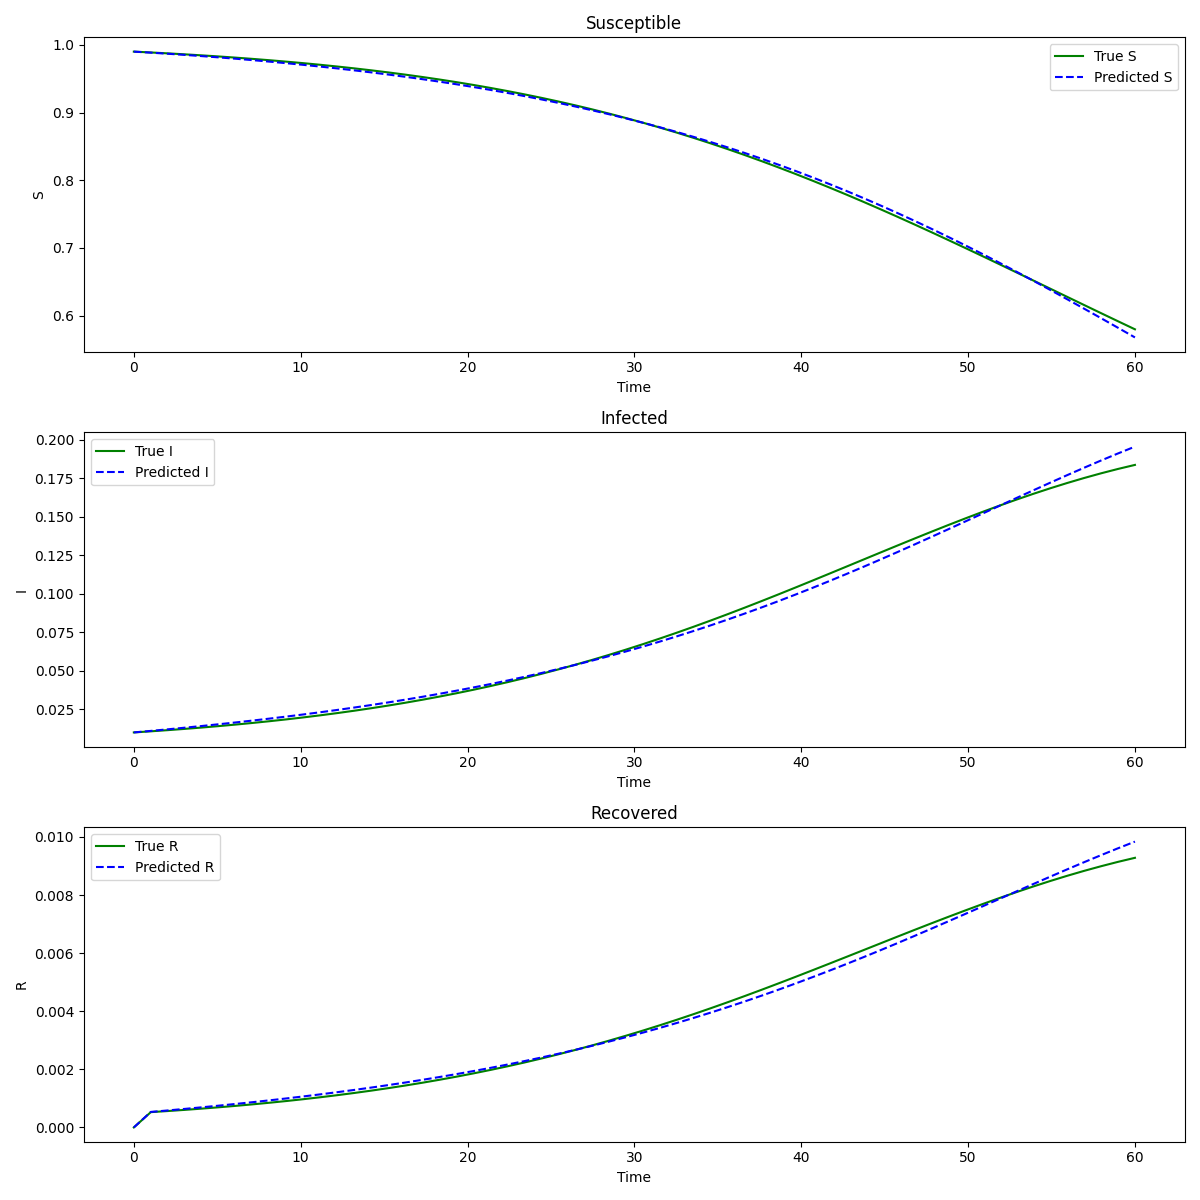 Susceptible
True S
Predicted S
1.0
0.9
0.8
0.7
0.6
S
0 10 20 30 40 50 60
Time
Infected
True I
Predicted I
0.200
0.175
0.150
0.125
0.100
0.075
0.050
0.025
I
0 10 20 30 40 50 60
Time
Recovered
True R
Predicted R
0.010
0.008
0.006
0.004
0.002
0.000
R
0 10 20 30 40 50 60
Time